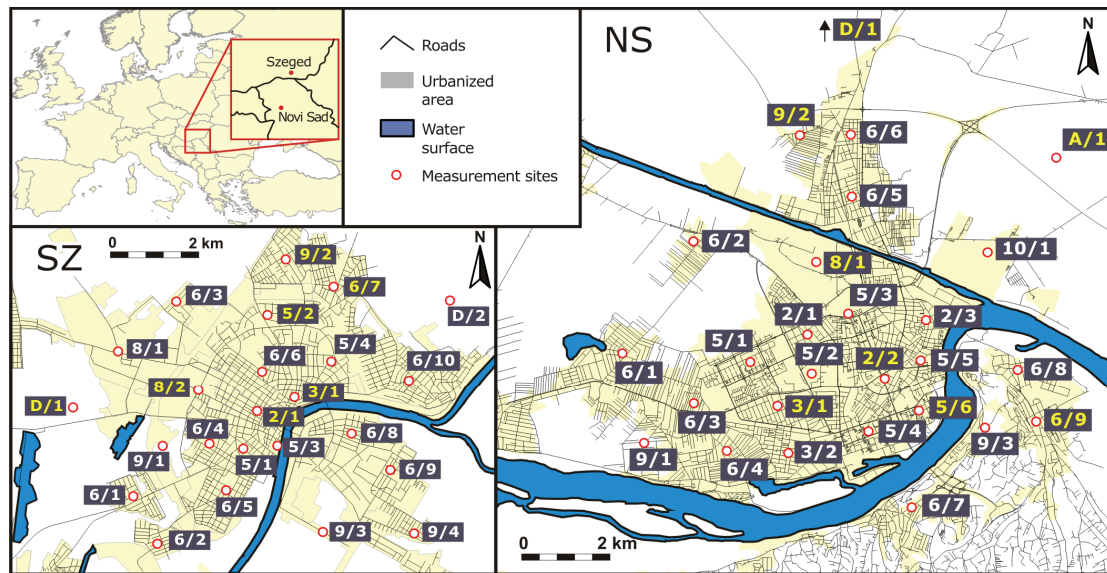 Szeged
Novi Sad
Roads
Urbanized
area
Water
surface
Measurement sites
SZ
0 2 km
N
9/2
6/7
6/3
5/2
D/2
8/1
6/6
5/4
6/10
8/2
3/1
D/1
2/1
6/4
5/3
6/8
9/1
5/1
6/9
6/1
6/5
6/2
9/3
9/4
NS
D/1
N
9/2
6/6
A/1
6/5
6/2
8/1
10/1
5/3
2/1
2/3
5/1
5/2
2/2
5/5
6/1
6/8
6/3
3/1
5/6
6/9
5/4
9/3
9/1
6/4
3/2
6/7
0 2 km